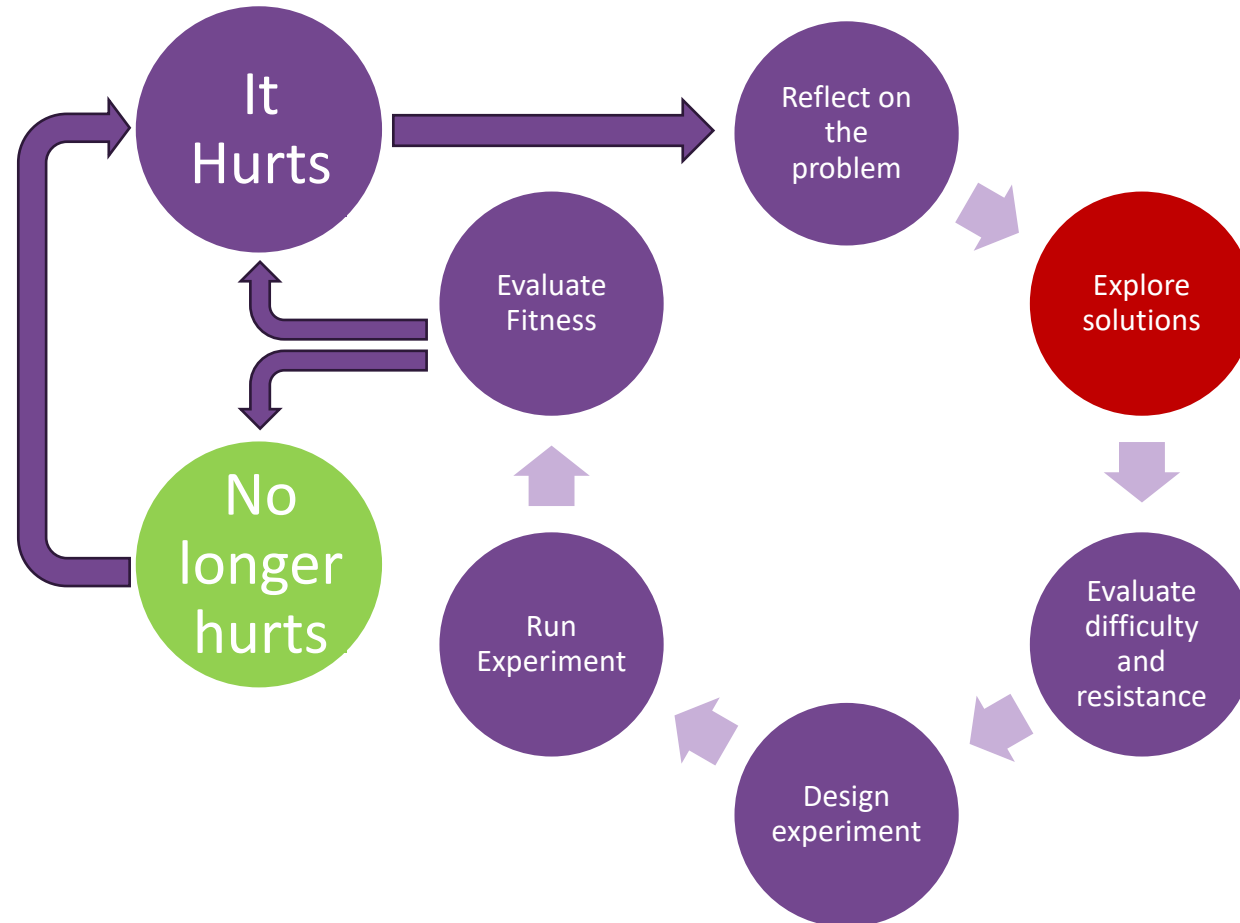 It
Hurts
Reflect on
the
problem
Explore
solutions
Evaluate
difficulty
and
resistance
Design
experiment
Run
Experiment
Evaluate
Fitness
No
longer
hurts